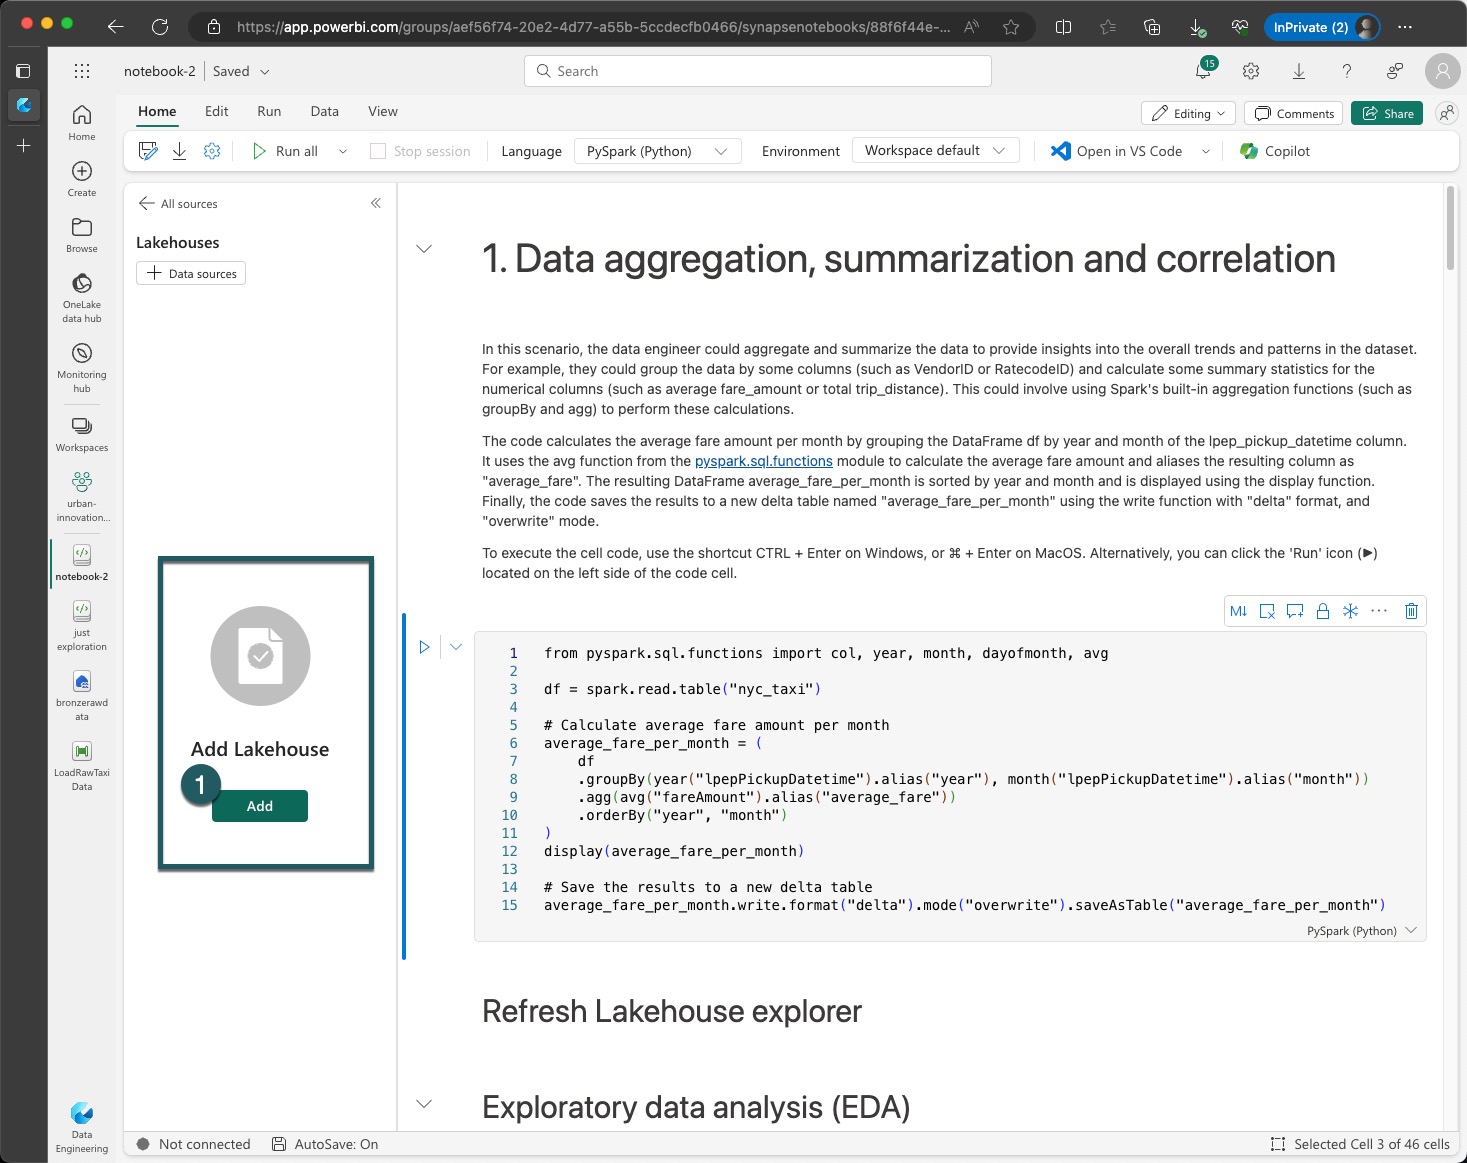 https://app.powerbi.com/groups/aef56f74-20e2-4d77-a55b-5ccdecfb0466/synapsenotebooks/88f6f44e-...
InPrivate (2)
notebook-2
Saved
Search
15
Home
Edit
Run
Data
View
Editing
Comments
Share
Run all
Stop session
Language
PySpark (Python)
Environment
Workspace default
Open in VS Code
Copilot
Home
Create
Browse
OneLake
data hub
Monitoring
hub
Workspaces
urban-
innovation...
notebook-2
just
exploration
bronzerawd
ata
LoadRawTaxi
Data
Data
Engineering
All sources
Lakehouses
Data sources
Add Lakehouse
1
Add
1. Data aggregation, summarization and correlation
In this scenario, the data engineer could aggregate and summarize the data to provide insights into the overall trends and patterns in the dataset.
For example, they could group the data by some columns (such as VendorID or RatecodeID) and calculate some summary statistics for the
numerical columns (such as average fare_amount or total trip_distance). This could involve using Spark's built-in aggregation functions (such as
groupBy and agg) to perform these calculations.
The code calculates the average fare amount per month by grouping the DataFrame df by year and month of the lpep_pickup_datetime column.
It uses the avg function from the pyspark.sql.functions module to calculate the average fare amount and aliases the resulting column as
"average_fare". The resulting DataFrame average_fare_per_month is sorted by year and month and is displayed using the display function.
Finally, the code saves the results to a new delta table named "average_fare_per_month" using the write function with "delta" format, and
"overwrite" mode.
To execute the cell code, use the shortcut CTRL + Enter on Windows, or ⌘ + Enter on MacOS. Alternatively, you can click the 'Run' icon (▶)
located on the left side of the code cell.
M↓
1 from pyspark.sql.functions import col, year, month, dayofmonth, avg
2
3 df = spark.read.table("nyc_taxi")
4
5 # Calculate average fare amount per month
6 average_fare_per_month = (
7     df
8     .groupBy(year("lpepPickupDatetime").alias("year"), month("lpepPickupDatetime").alias("month"))
9     .agg(avg("fareAmount").alias("average_fare"))
10     .orderBy("year", "month")
11 )
12 display(average_fare_per_month)
13
14 # Save the results to a new delta table
15 average_fare_per_month.write.format("delta").mode("overwrite").saveAsTable("average_fare_per_month")
PySpark (Python)
Refresh Lakehouse explorer
Exploratory data analysis (EDA)
Not connected
AutoSave: On
Selected Cell 3 of 46 cells